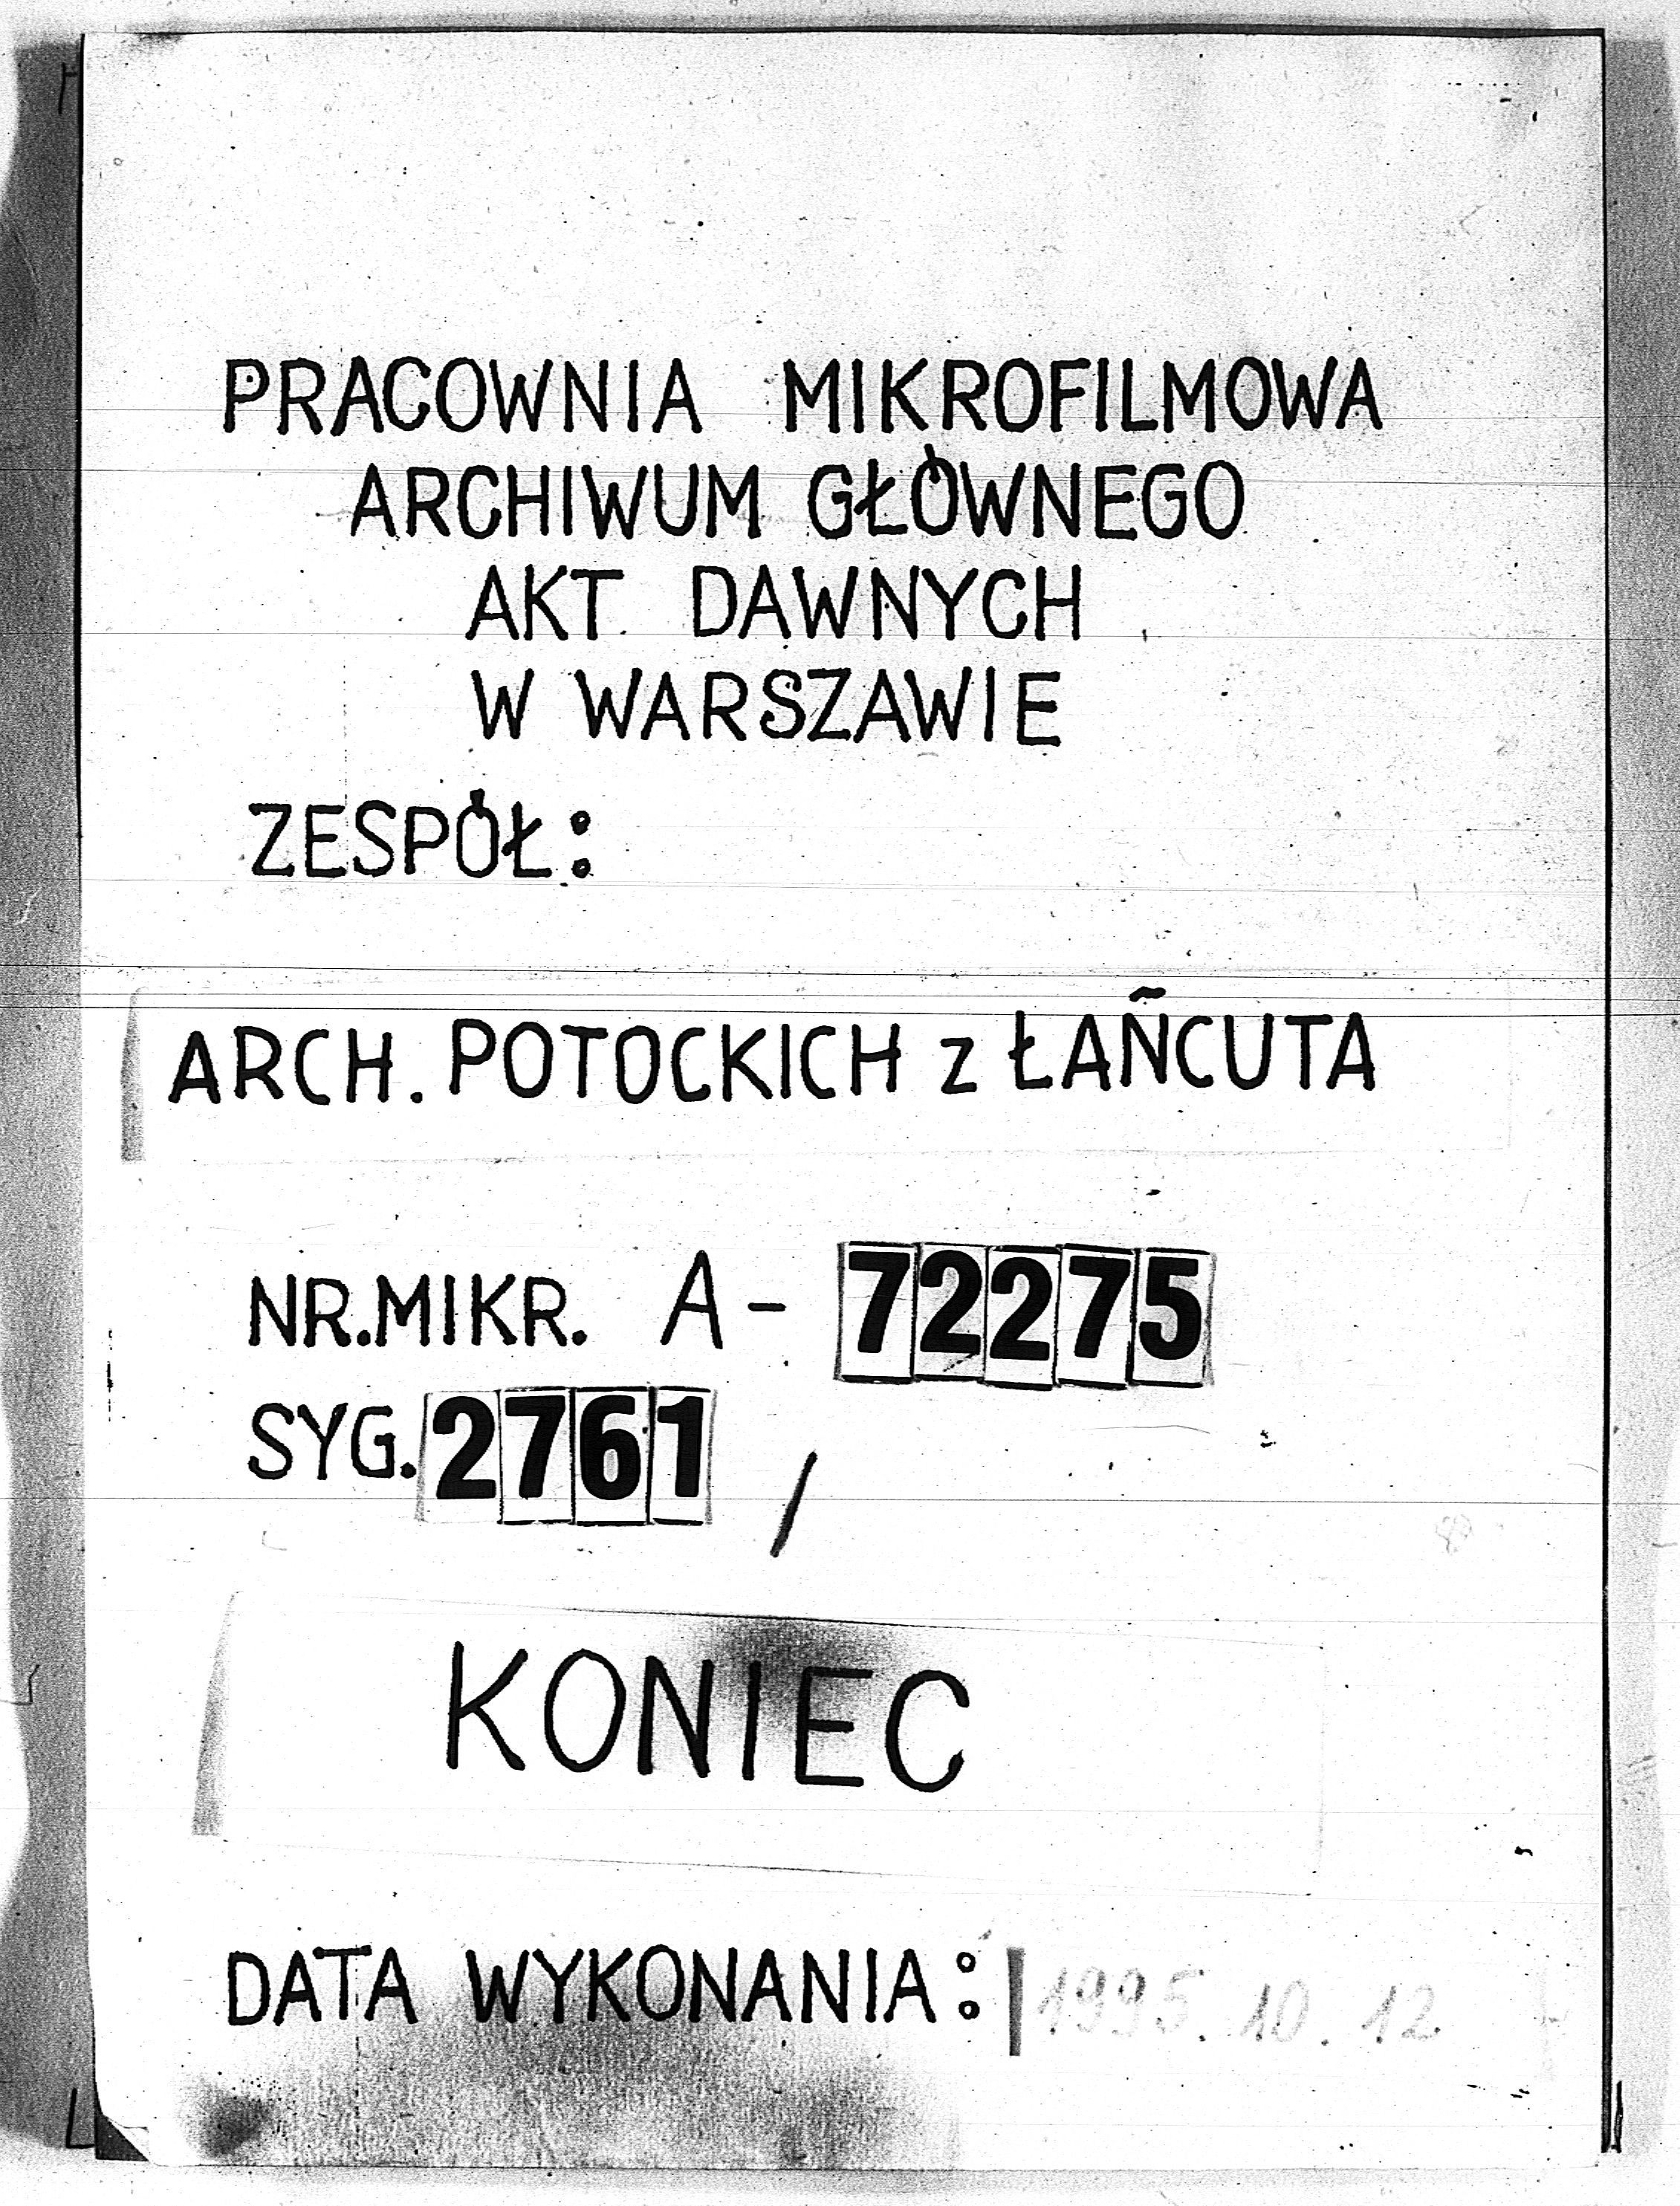 PRACOWNIA MIKROFILMOWA
ARCHIWUM GŁÓWNEGO
AKT DAWNYCH
W WARSZAWIE
ZESPÓŁ:
ARCH. POTOCKICH z ŁAŃCUTA
NR.MIKR. A-72275
SYG.2761 /
KONIEC
DATA WYKONANIA: 1995.10.12